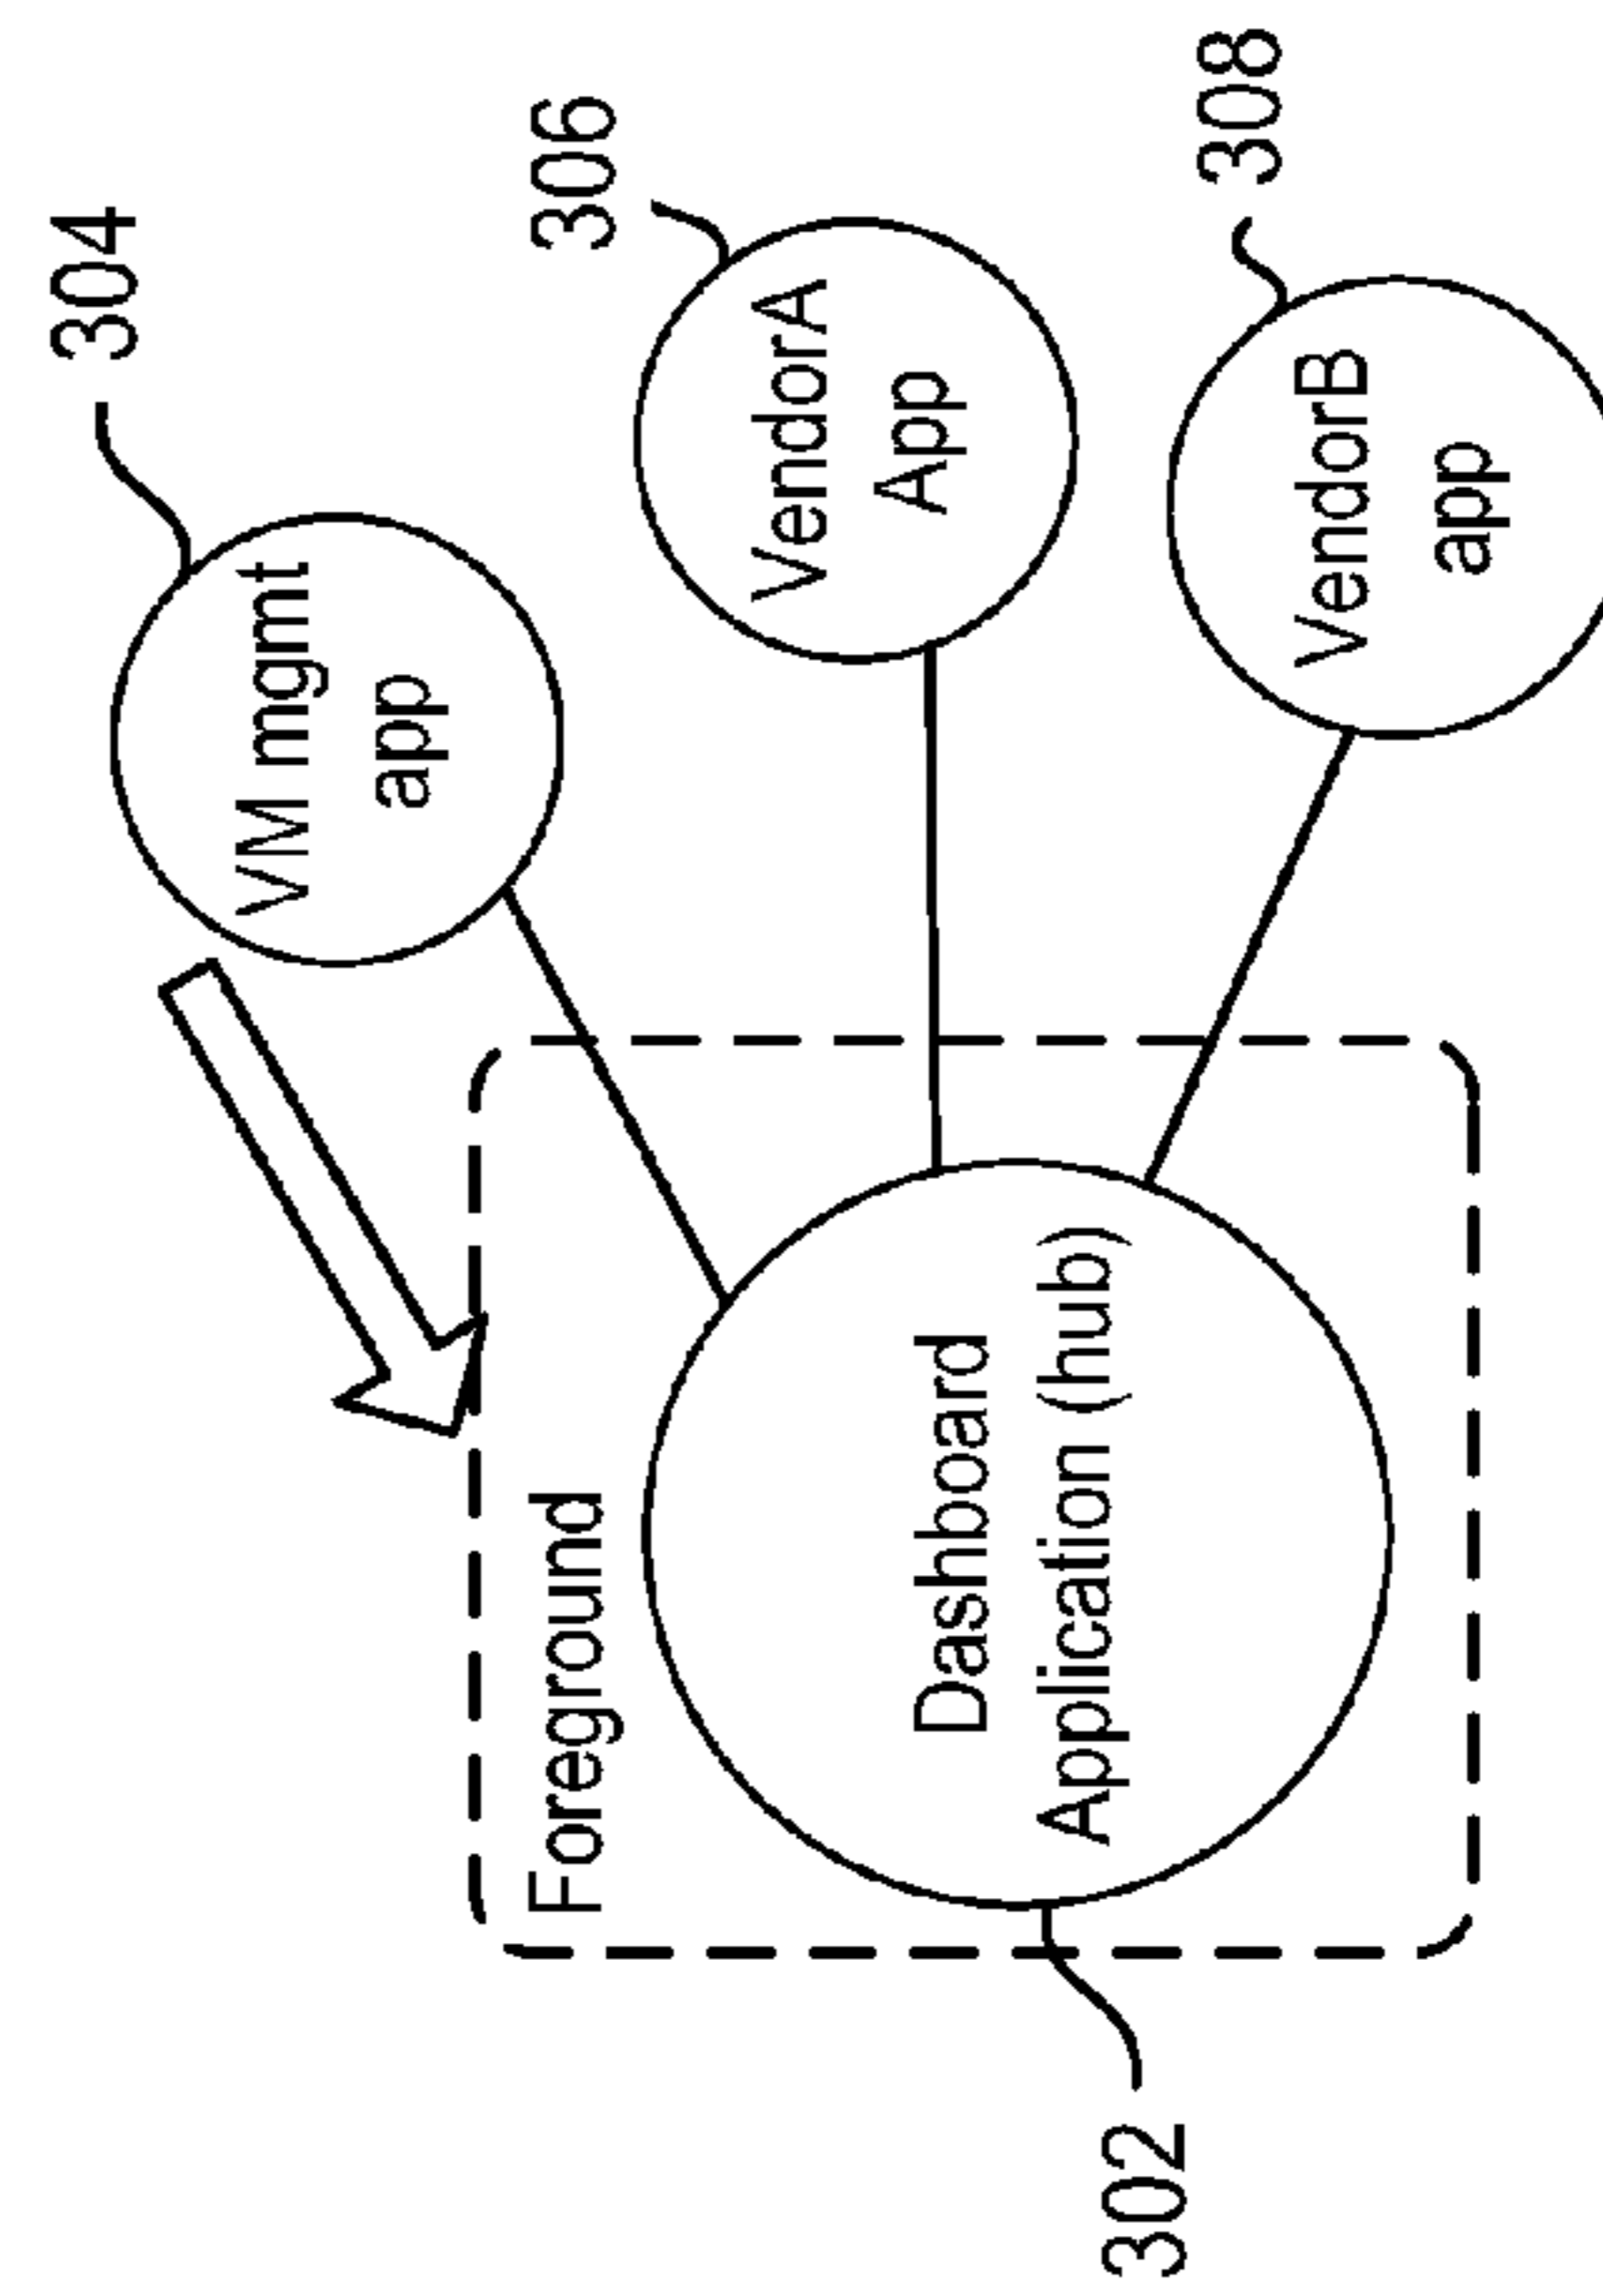 304
VM mgmt
app
306
VendorA
App
Foreground
Dashboard
Application (hub)
308
VendorB
app
302